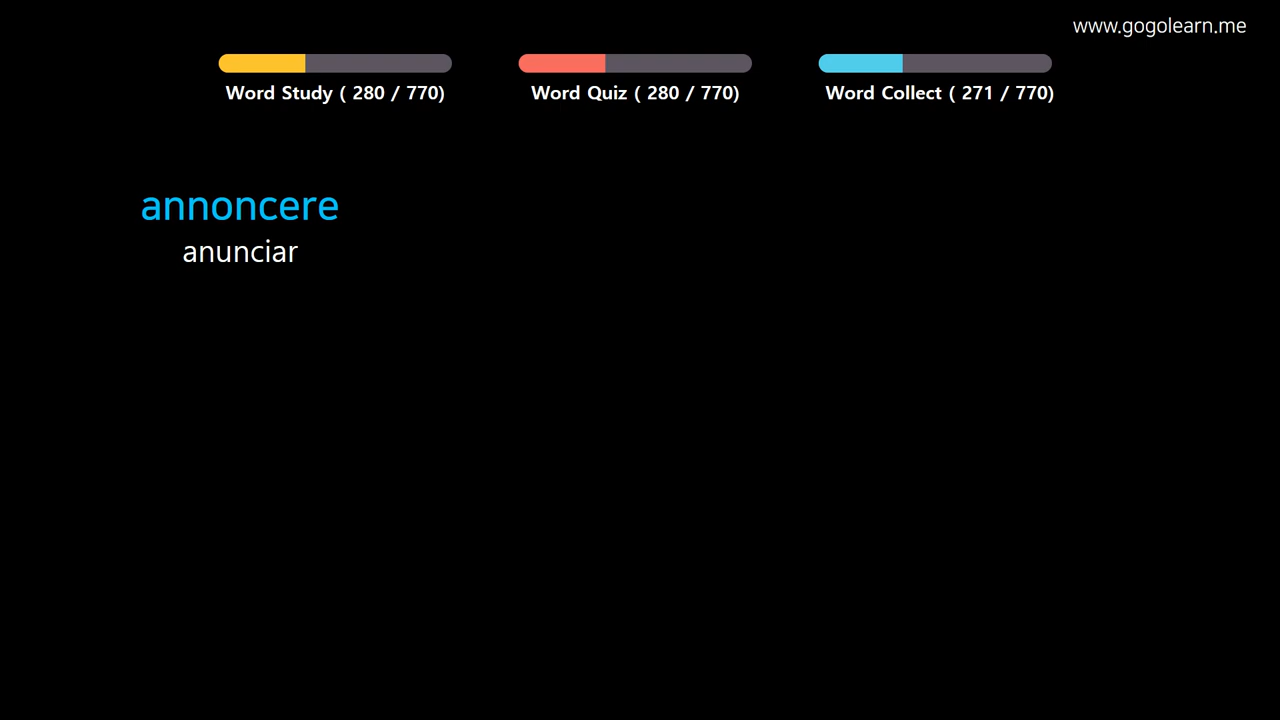 www.gogolearn.me
Word Study ( 280 / 770)
Word Quiz ( 280 / 770)
Word Collect ( 271 / 770)
annoncere
anunciar